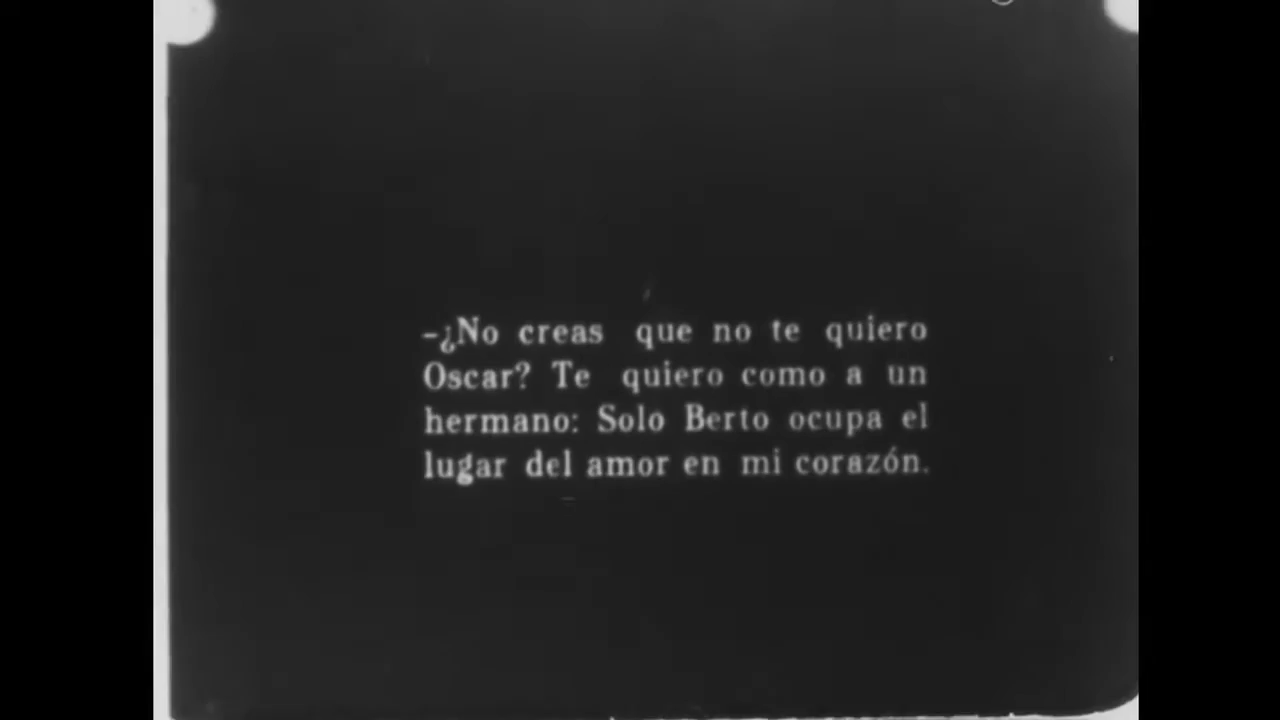 -¿No creas que no te quiero
Oscar? Te quiero como a un
hermano: Solo Berto ocupa el
lugar del amor en mi corazón.